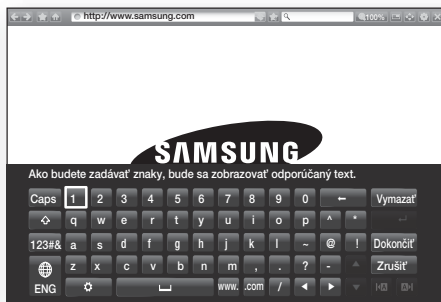 http://www.samsung.com 100%
SAMSUNG
Ako budete zadávať znaky, bude sa zobrazovať odporúčaný text.
Caps 1 2 3 4 5 6 7 8 9 0 ← Vymazať
q w e r t y u i o p ^ *
123#& a s d f g h j k l ~ @ ! Dokončiť
z x c v b n m , . ? - Zrušiť
ENG www. .com /